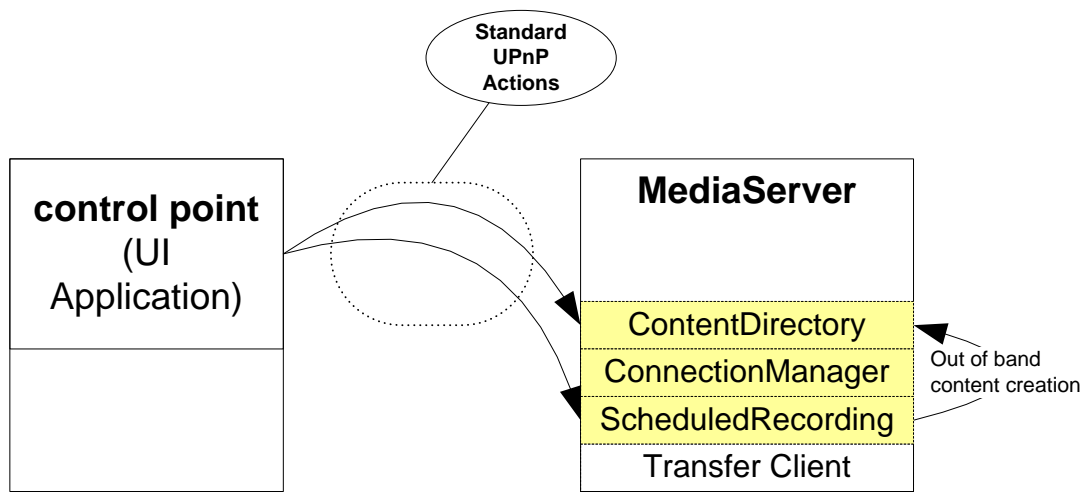 Standard
UPnP
Actions
control point
(UI
Application)
MediaServer
ContentDirectory
ConnectionManager
ScheduledRecording
Transfer Client
Out of band
content creation